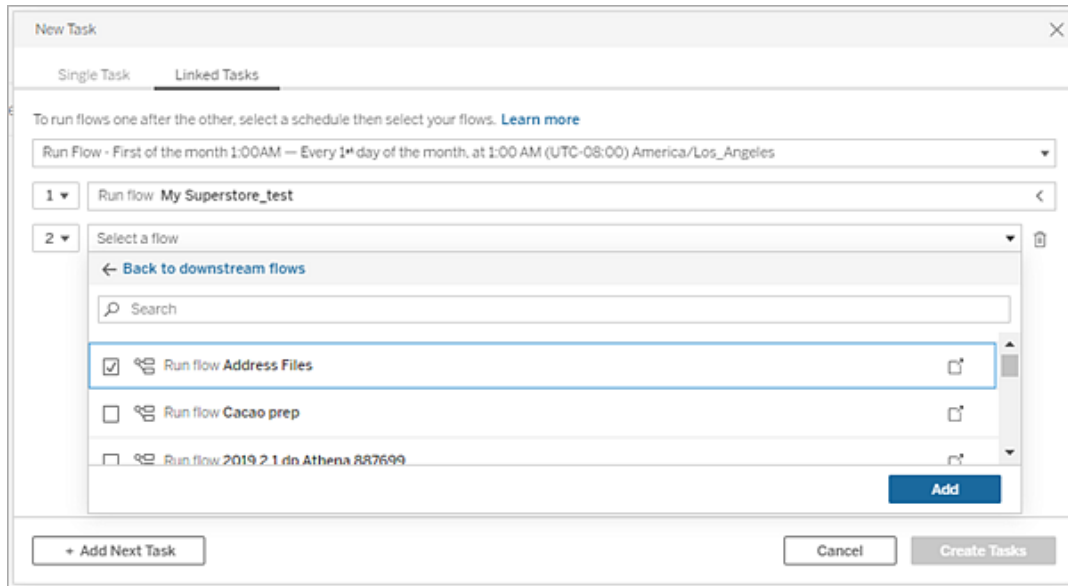 New Task
Single Task Linked Tasks
To run flows one after the other, select a schedule then select your flows. Learn more
Run Flow - First of the month 1:00AM — Every 1st day of the month, at 1:00 AM (UTC-08:00) America/Los_Angeles
1 Run flow My Superstore_test
2 Select a flow
← Back to downstream flows
Search
Run flow Address Files
Run flow Cacao prep
Run flow 2019 2 1 dp Athena 887699
Add
+ Add Next Task Cancel Create Tasks